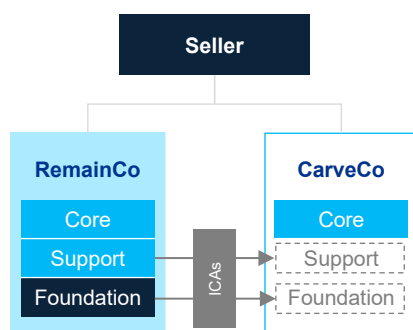 Seller
RemainCo
CarveCo
Core
Core
Support
Support
Foundation
Foundation
ICAs